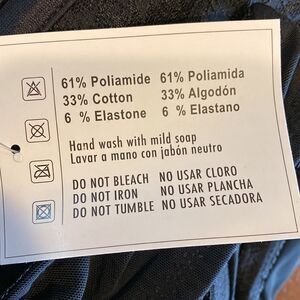 61% Poliamide 61% Poliamida
33% Cotton 33% Algodón
6 % Elastone 6 % Elastano
Hand wash with mild soap
Lavar a mano con jabón neutro
DO NOT BLEACH NO USAR CLORO
DO NOT IRON NO USAR PLANCHA
DO NOT TUMBLE NO USAR SECADORA